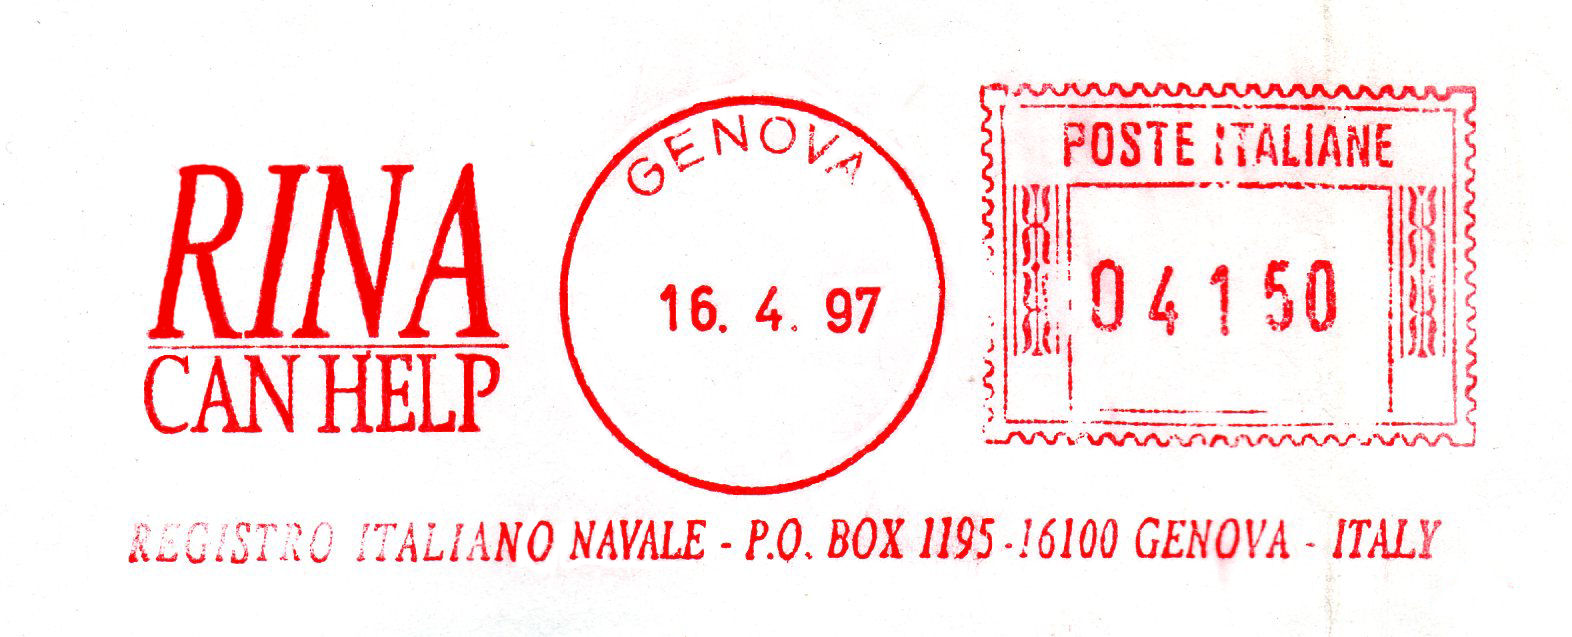 RINA
CAN HELP
GENOVA
16. 4. 97
POSTE ITALIANE
04150
REGISTRO ITALIANO NAVALE - P.O. BOX 1195 - 16100 GENOVA - ITALY